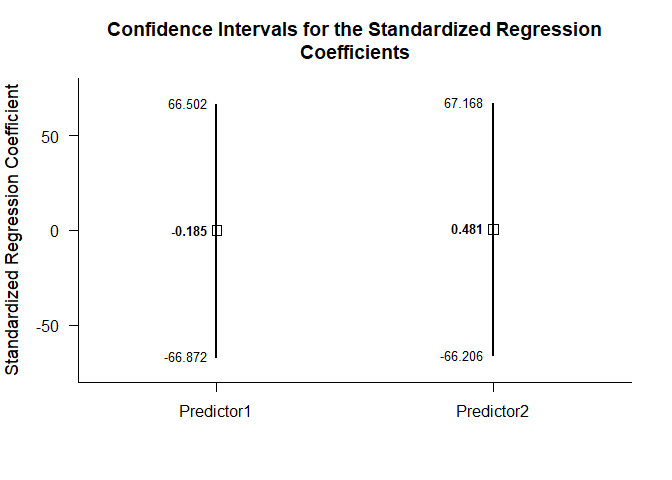 Confidence Intervals for the Standardized Regression
Coefficients
Standardized Regression Coefficient
50
0
-50
66.502
-0.185
-66.872
67.168
0.481
-66.206
Predictor1
Predictor2